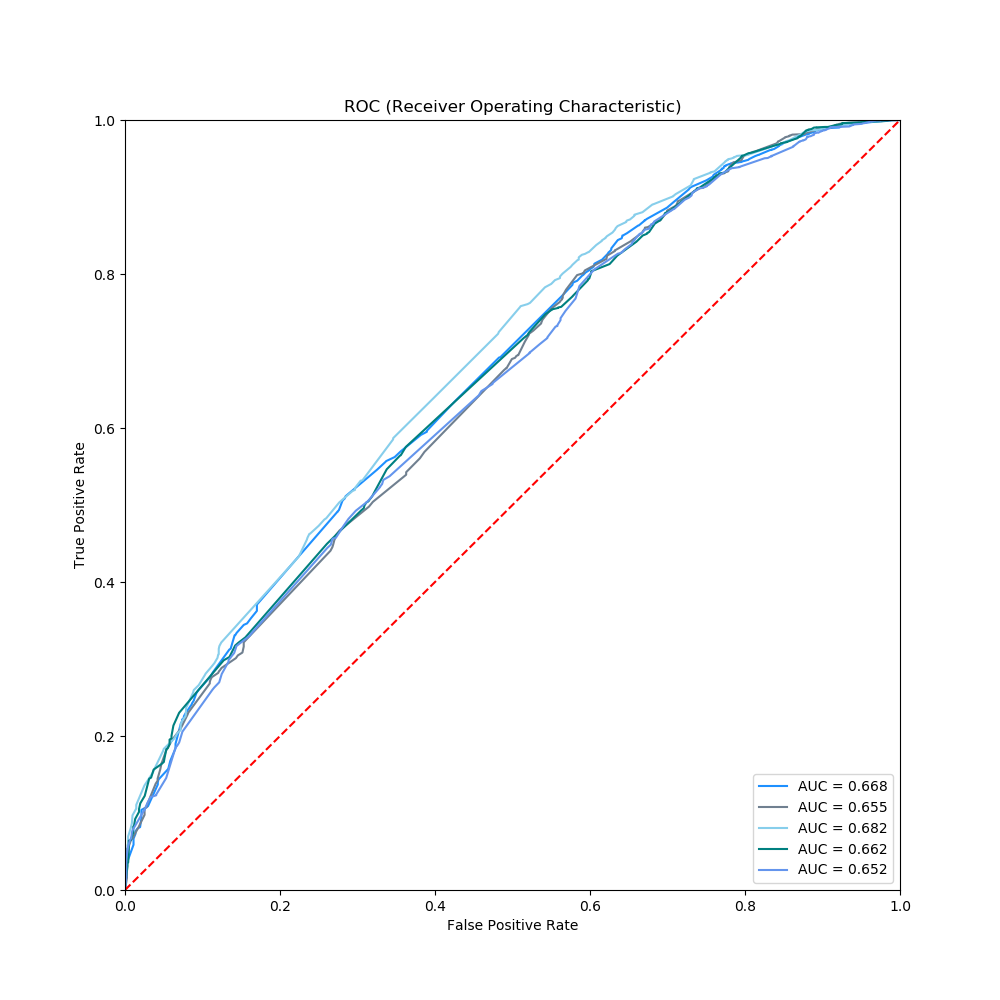 ROC (Receiver Operating Characteristic)
1.0
0.8
0.6
0.4
0.2
0.0
True Positive Rate
0.0 0.2 0.4 0.6 0.8 1.0
False Positive Rate
AUC = 0.668
AUC = 0.655
AUC = 0.682
AUC = 0.662
AUC = 0.652